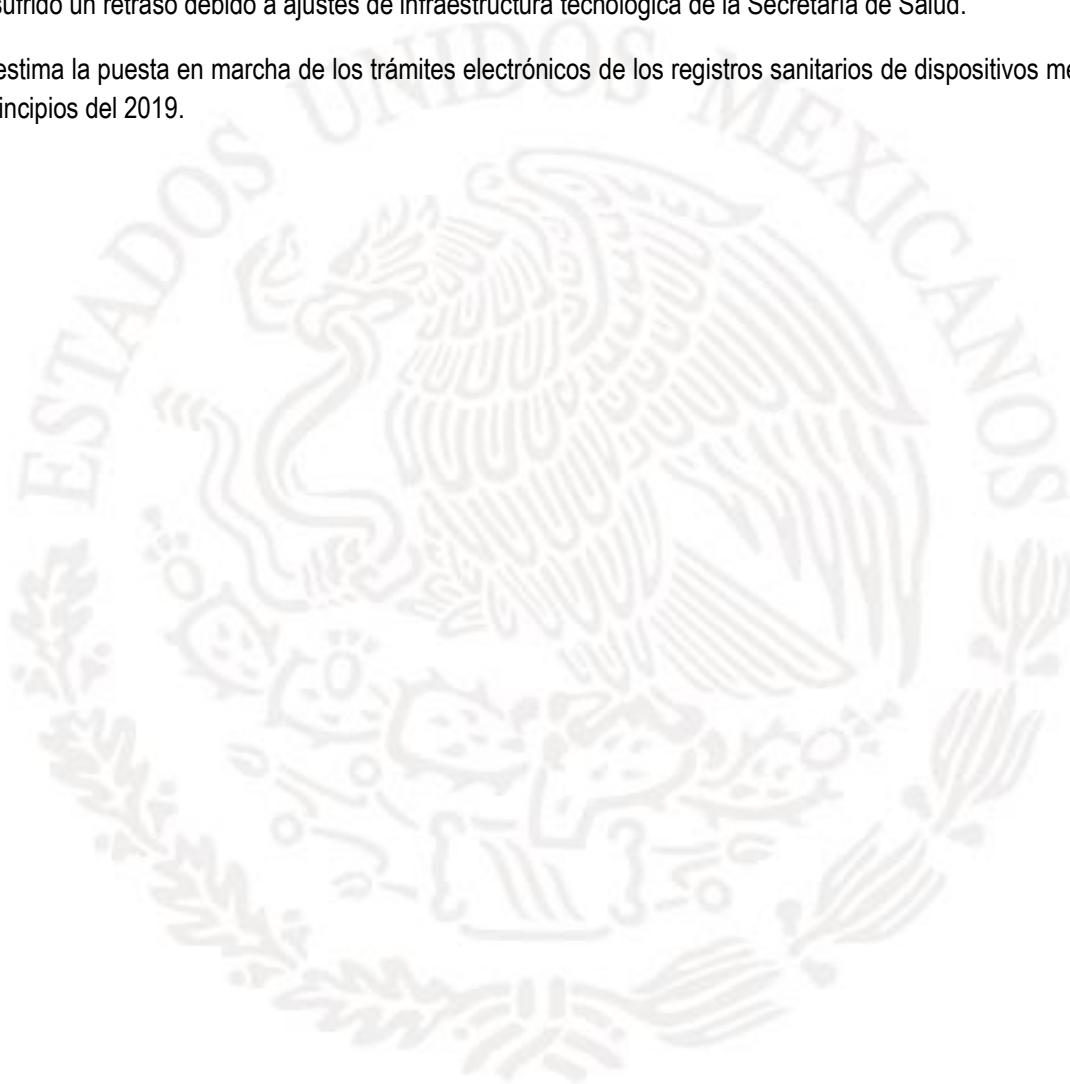 sufrido un retraso debido a ajustes de infraestructura tecnológica de la Secretaría de Salud.
estima la puesta en marcha de los trámites electrónicos de los registros sanitarios de dispositivos me
incipios del 2019.
ESTADOS UNIDOS MEXICANOS